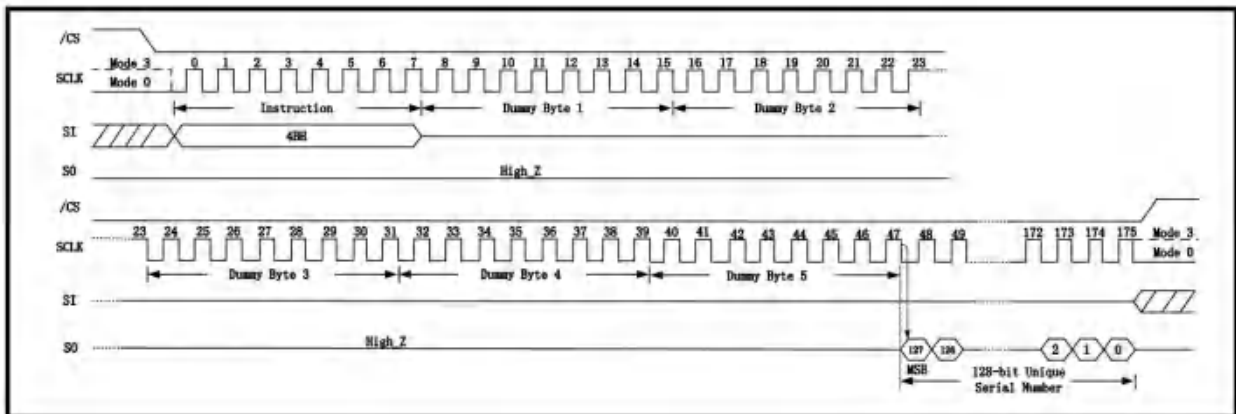 /CS
Mode 3 0 1 2 3 4 5 6 7 8 9 10 11 12 13 14 15 16 17 18 19 20 21 22 23
SCLK Mode 0
Instruction Dummy Byte 1 Dummy Byte 2
SI 4BH
SO High_Z
/CS
23 24 25 26 27 28 29 30 31 32 33 34 35 36 37 38 39 40 41 42 43 44 45 46 47 48 49 172 173 174 175 Mode 3
SCLK Mode 0
Dummy Byte 3 Dummy Byte 4 Dummy Byte 5
SI
SO High_Z 127 126 2 1 0
MSB 128-bit Unique
Serial Number